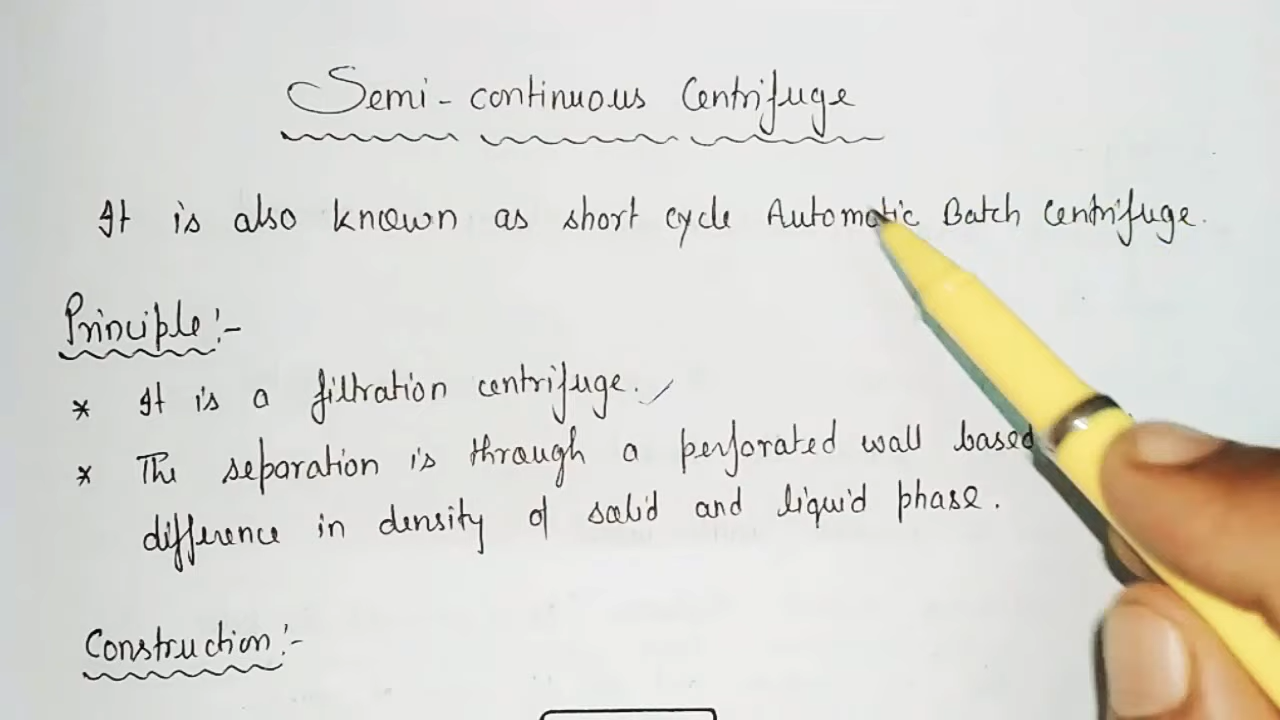 Semi-continuous Centrifuge
It is also known as short cycle Automatic Batch Centrifuge.
Principle:-
* It is a filtration centrifuge.
* The separation is through a perforated wall based
difference in density of solid and liquid phase.
Construction:-